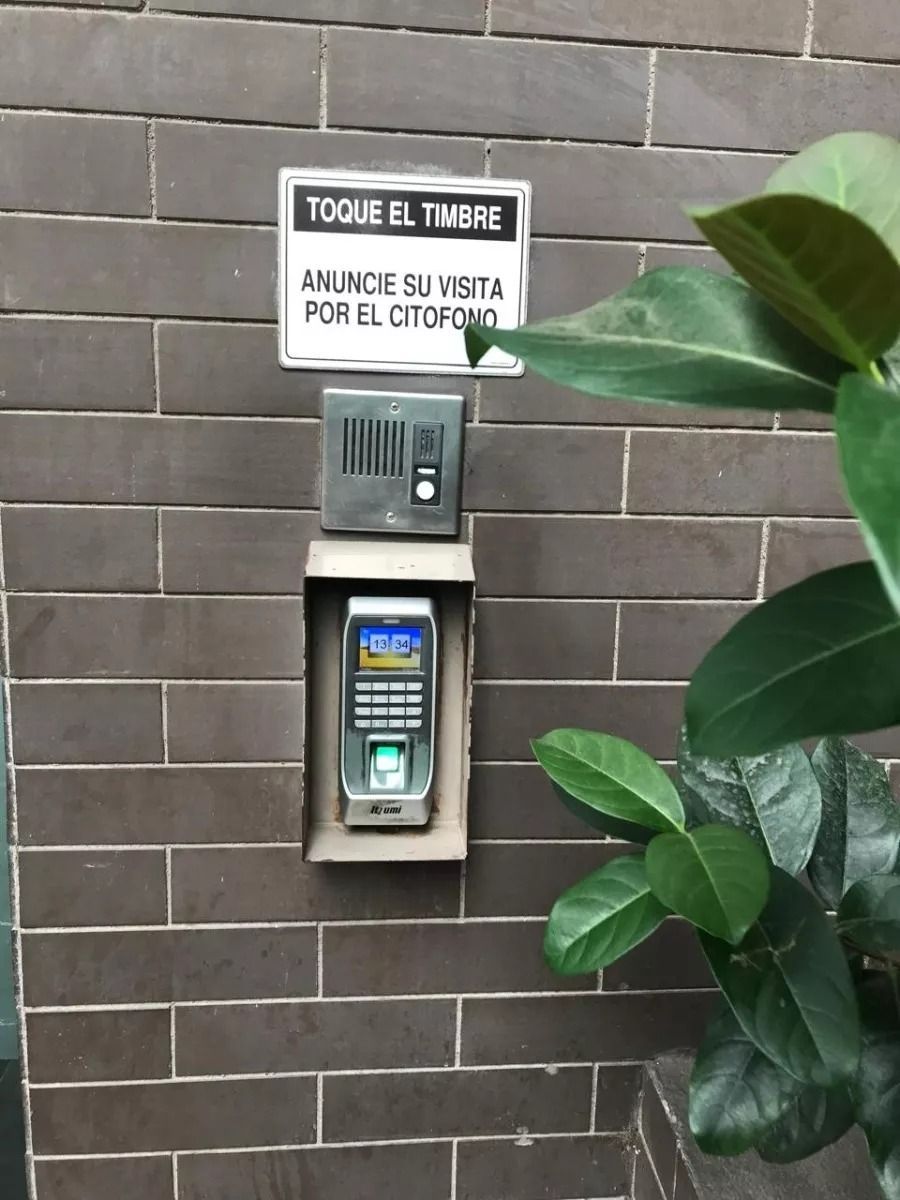 TOQUE EL TIMBRE
ANUNCIE SU VISITA
POR EL CITOFONO
13 34